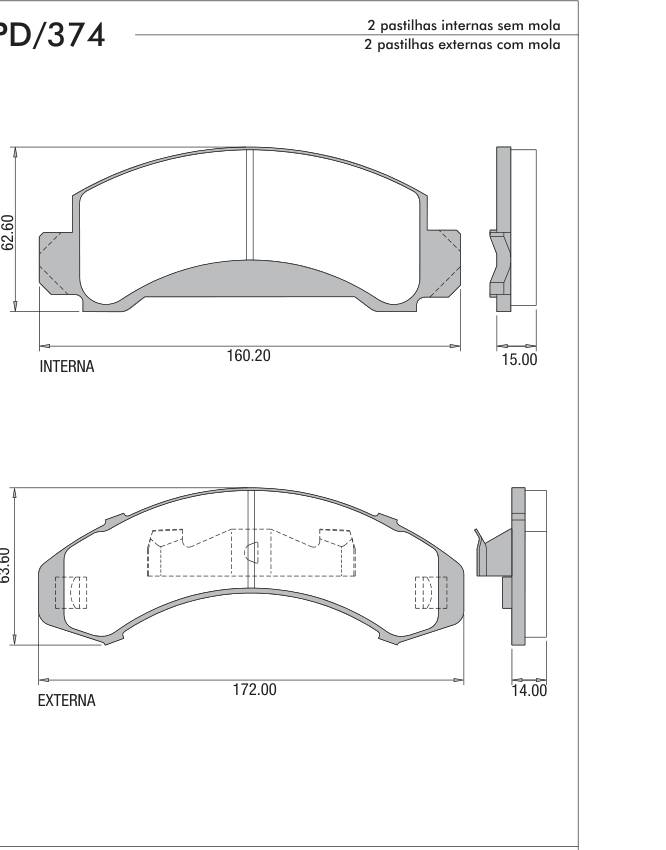 PD/374
2 pastilhas internas sem mola
2 pastilhas externas com mola
62.60
160.20
15.00
INTERNA
63.60
172.00
14.00
EXTERNA